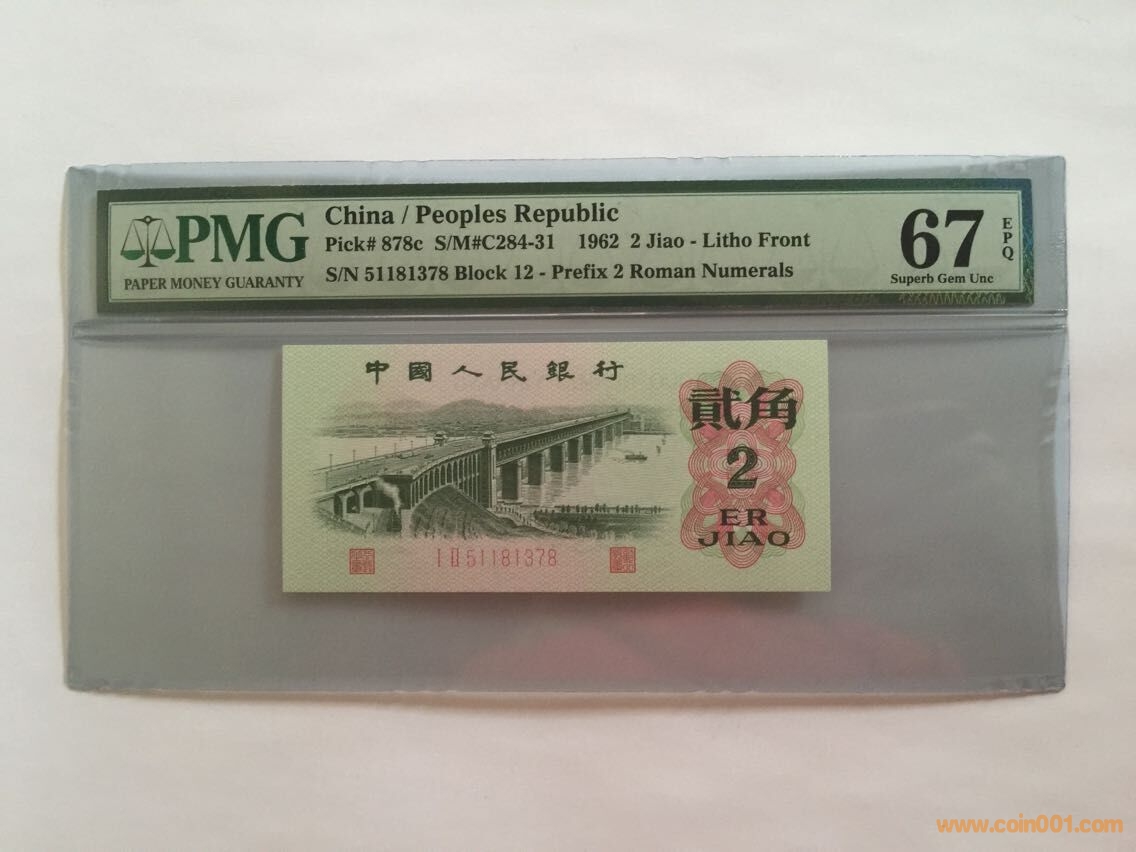 PMG
PAPER MONEY GUARANTY
China / Peoples Republic
Pick# 878c S/M#C284-31 1962 2 Jiao - Litho Front
S/N 51181378 Block 12 - Prefix 2 Roman Numerals
67
EPQ
Superb Gem Unc
中國人民銀行
貳角
2
ER
JIAO
I II 51181378
www.coin001.com